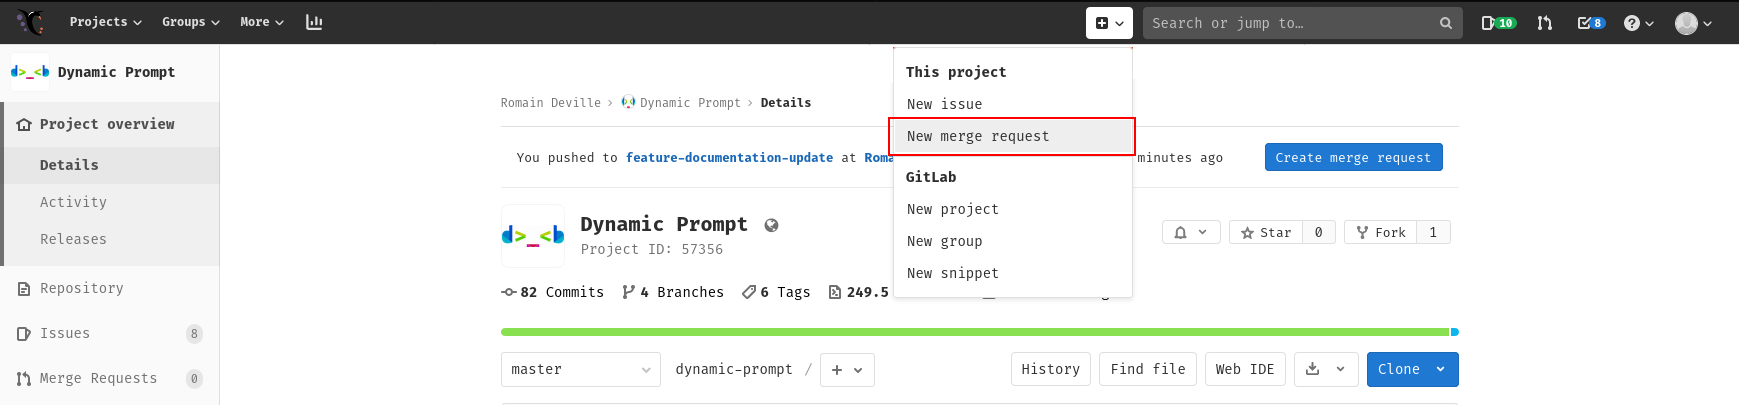 Projects Groups More Search or jump to… 10 8 ?
d>_<b Dynamic Prompt
Project overview
Details
Activity
Releases
Repository
Issues 8
Merge Requests 0
Romain Deville > Dynamic Prompt > Details
You pushed to feature-documentation-update at minutes ago Create merge request
This project
New issue
New merge request
GitLab
New project
New group
New snippet
d>_<b Dynamic Prompt
Project ID: 57356
Star 0 Fork 1
82 Commits 4 Branches 6 Tags 249.5
master dynamic-prompt / + History Find file Web IDE Clone